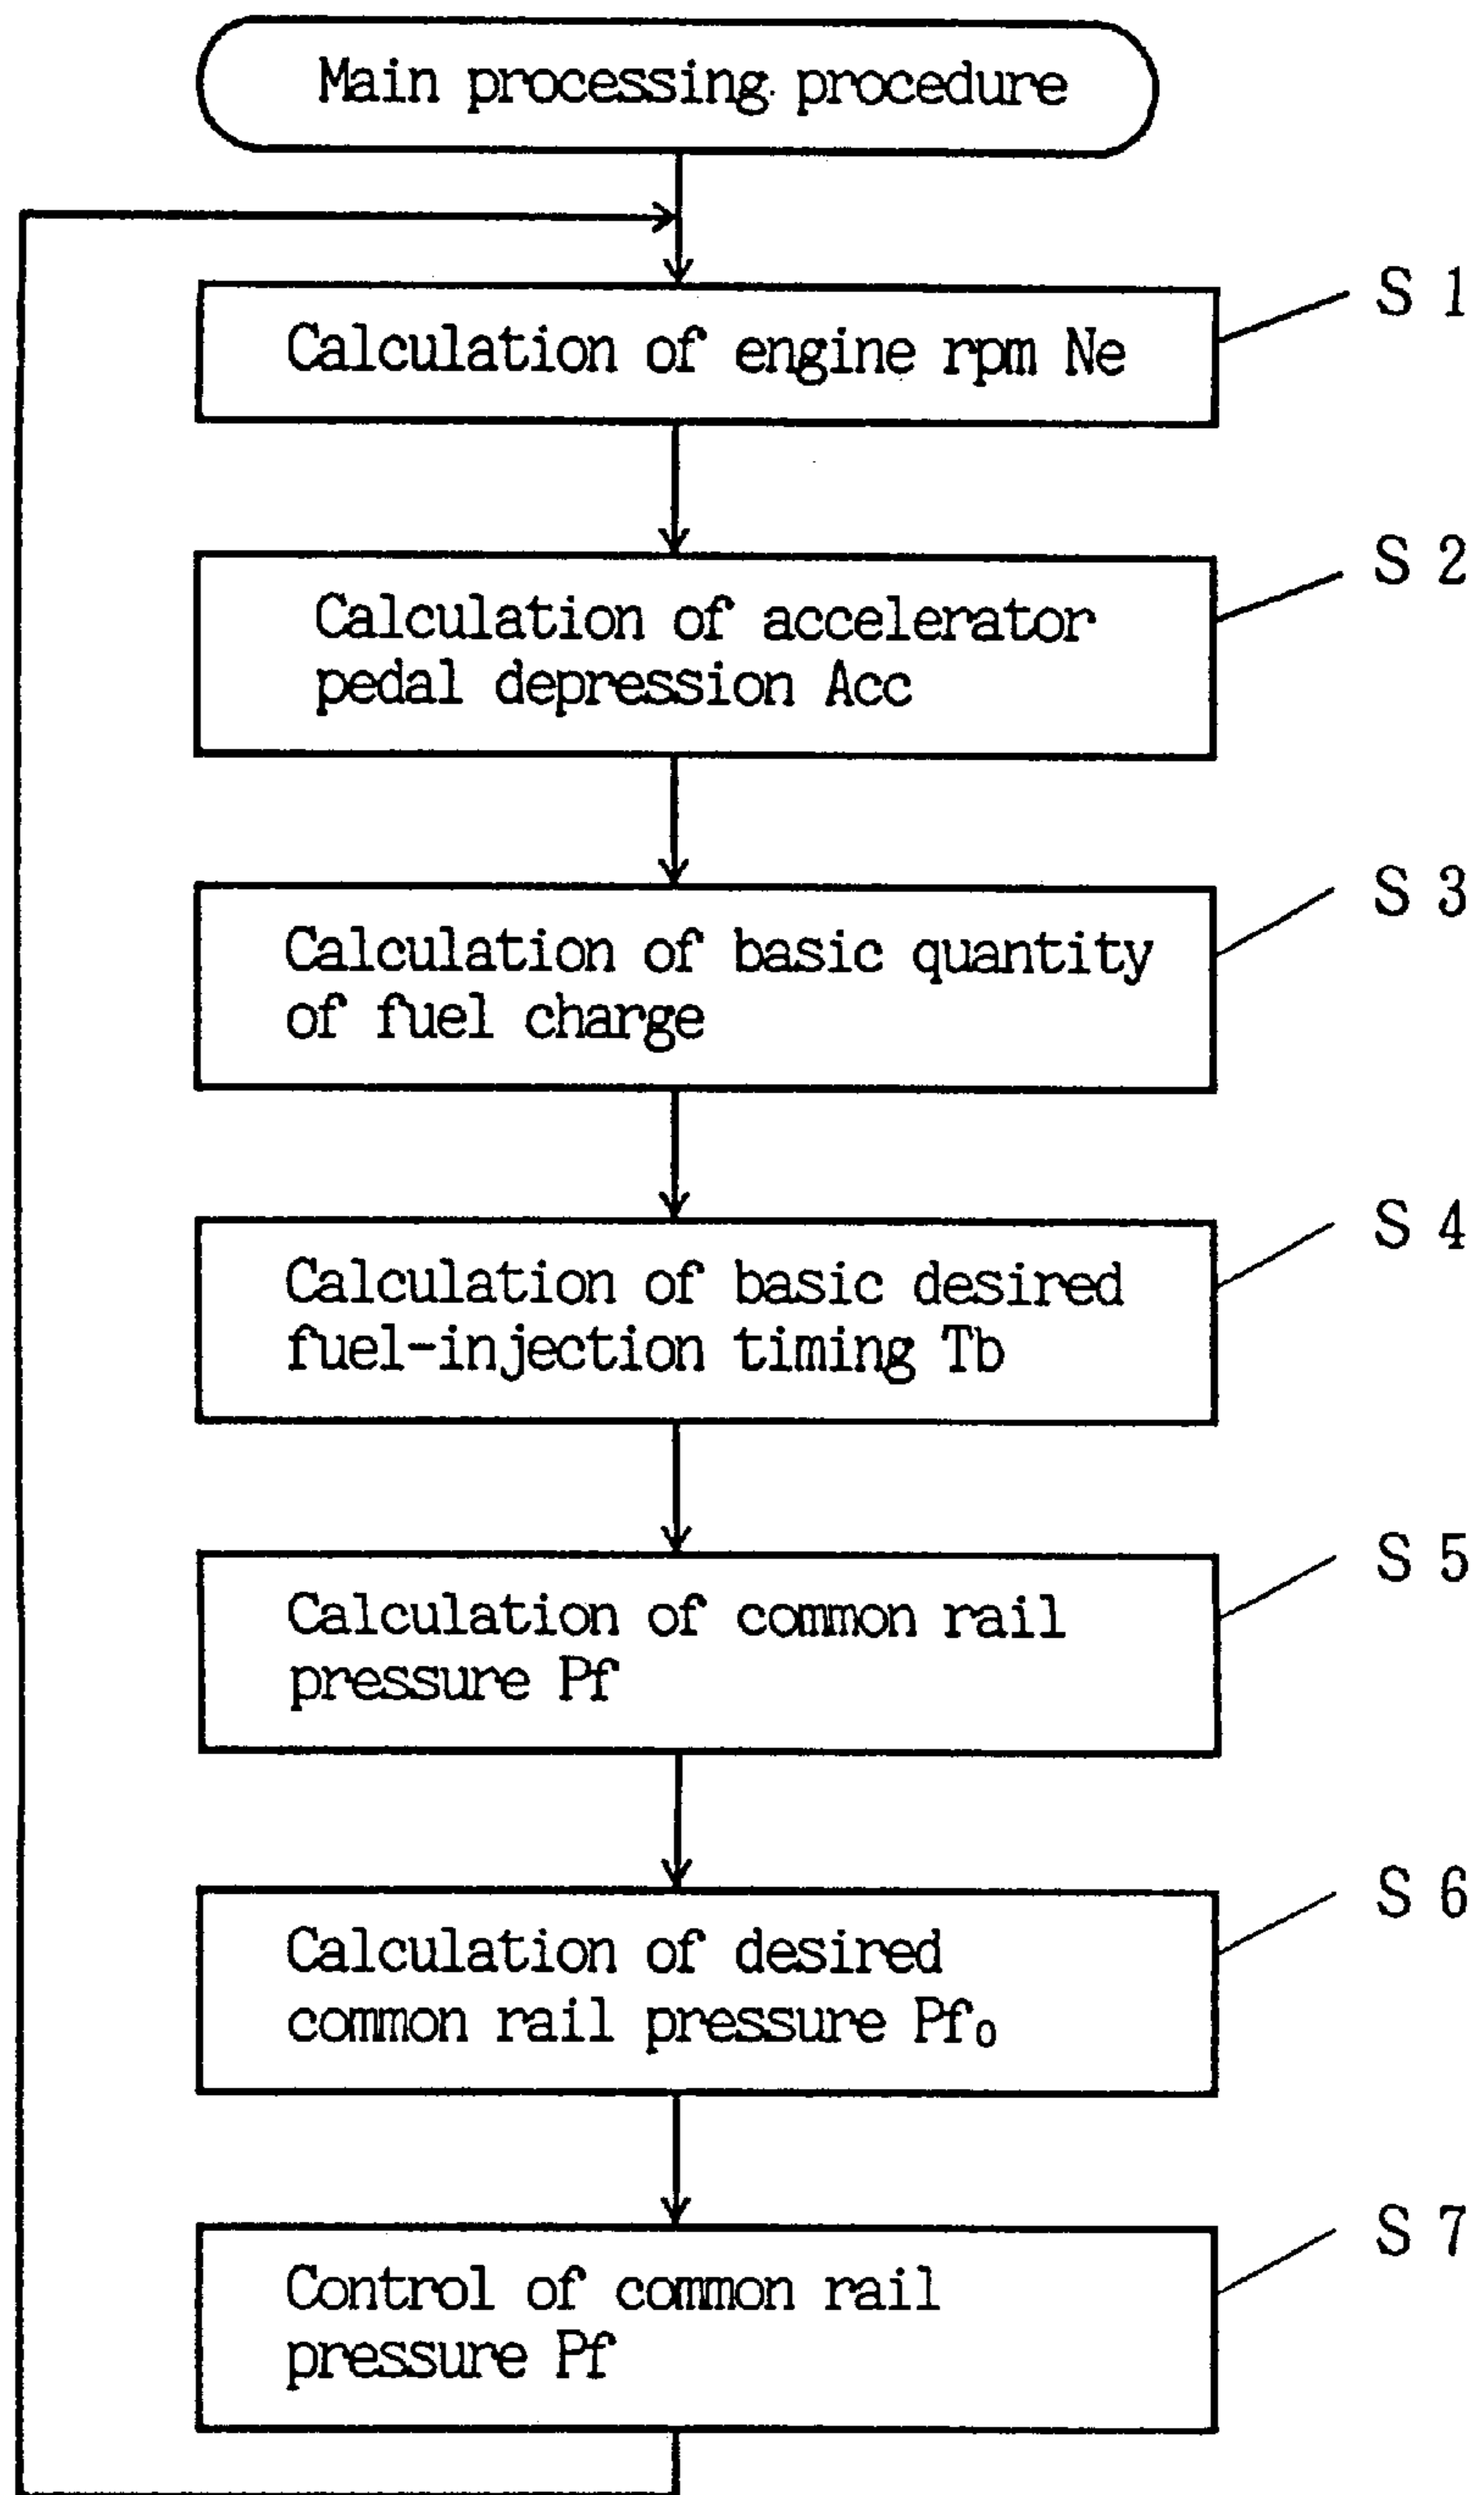 Main processing procedure
S 1
Calculation of engine rpm Ne
S 2
Calculation of accelerator
pedal depression Acc
S 3
Calculation of basic quantity
of fuel charge
S 4
Calculation of basic desired
fuel-injection timing Tb
S 5
Calculation of common rail
pressure Pf
S 6
Calculation of desired
common rail pressure Pf₀
S 7
Control of common rail
pressure Pf